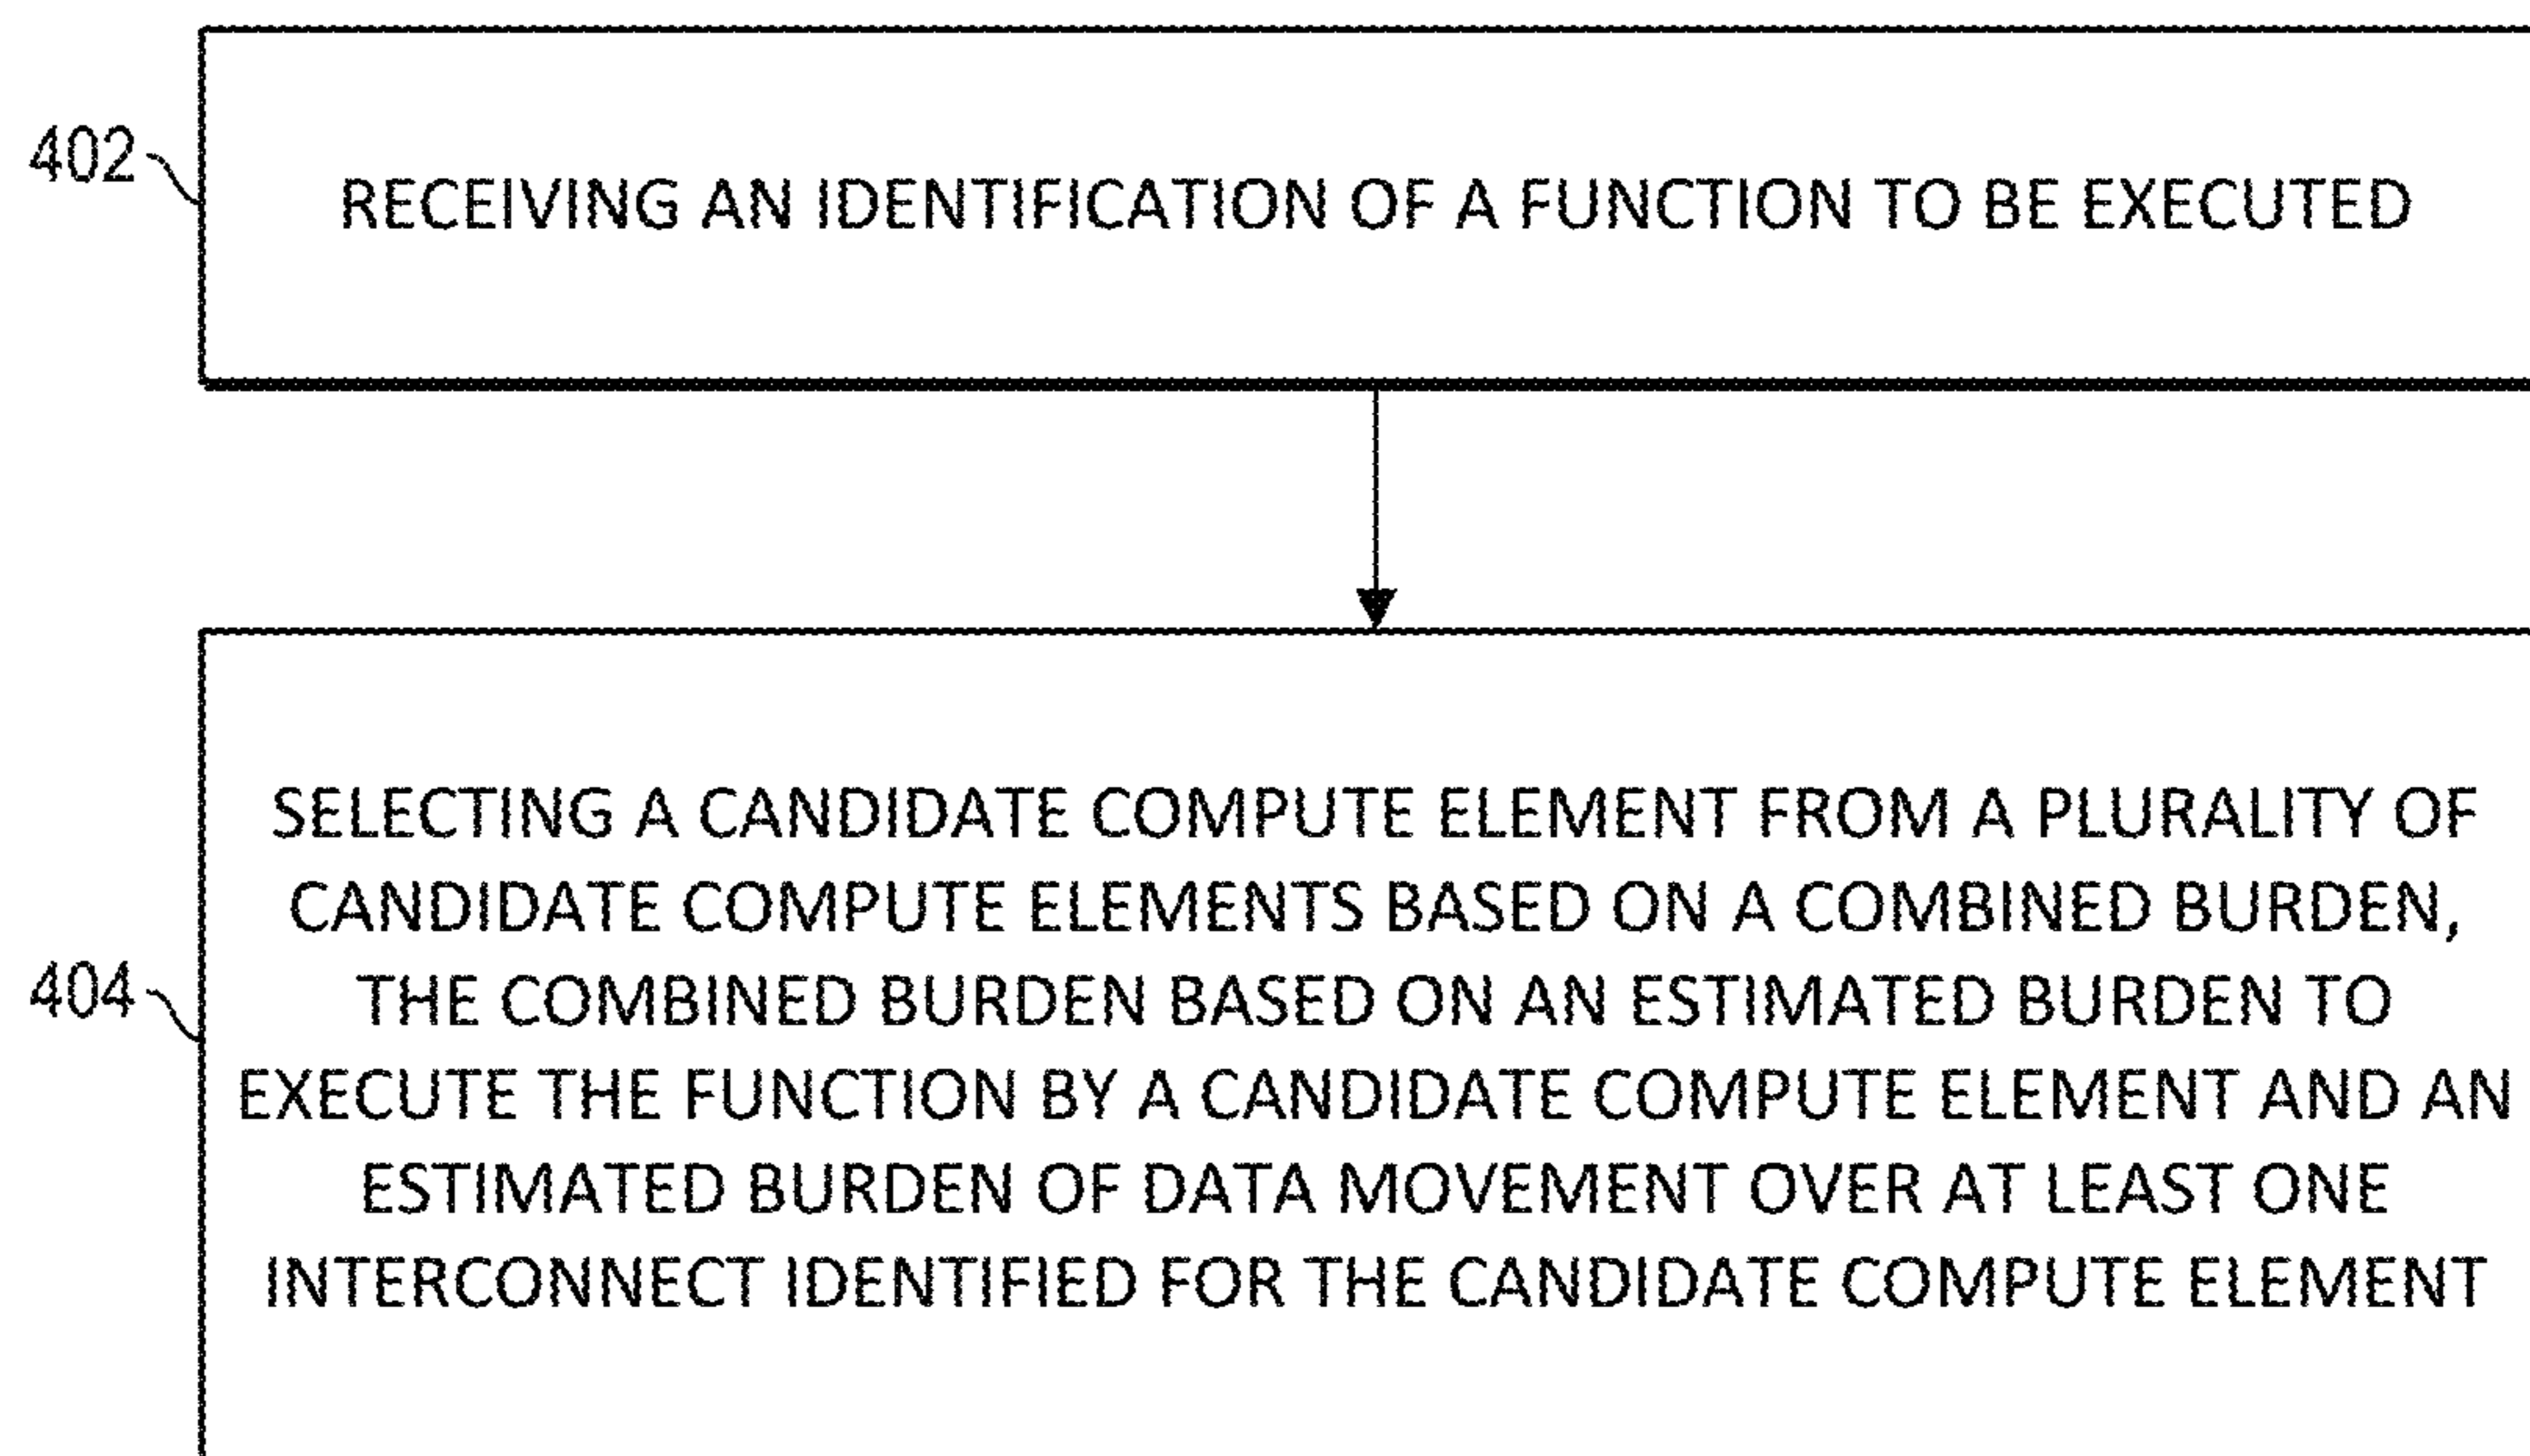 402
RECEIVING AN IDENTIFICATION OF A FUNCTION TO BE EXECUTED
SELECTING A CANDIDATE COMPUTE ELEMENT FROM A PLURALITY OF
CANDIDATE COMPUTE ELEMENTS BASED ON A COMBINED BURDEN,
404
THE COMBINED BURDEN BASED ON AN ESTIMATED BURDEN TO
EXECUTE THE FUNCTION BY A CANDIDATE COMPUTE ELEMENT AND AN
ESTIMATED BURDEN OF DATA MOVEMENT OVER AT LEAST ONE
INTERCONNECT IDENTIFIED FOR THE CANDIDATE COMPUTE ELEMENT